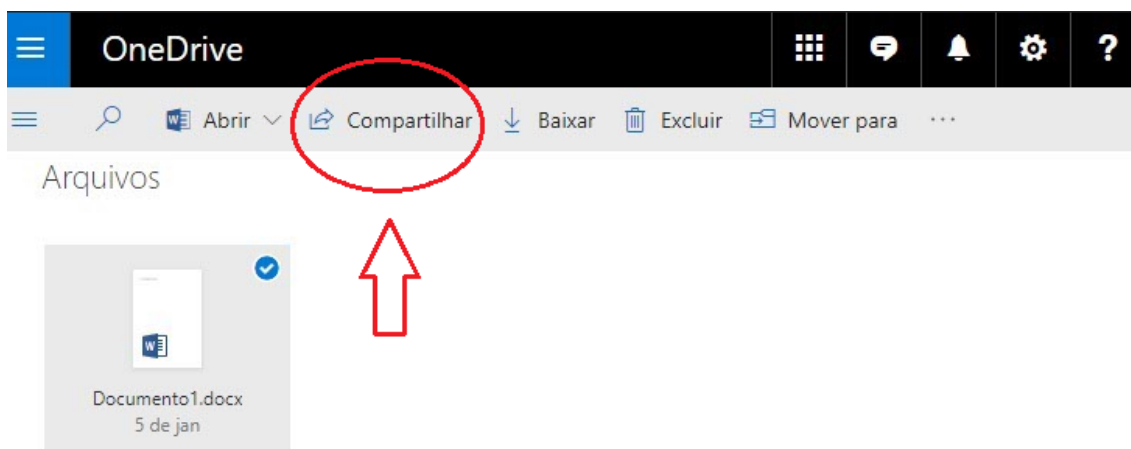 OneDrive ?
Abrir Compartilhar Baixar Excluir Mover para ...
Arquivos
Documento1.docx
5 de jan